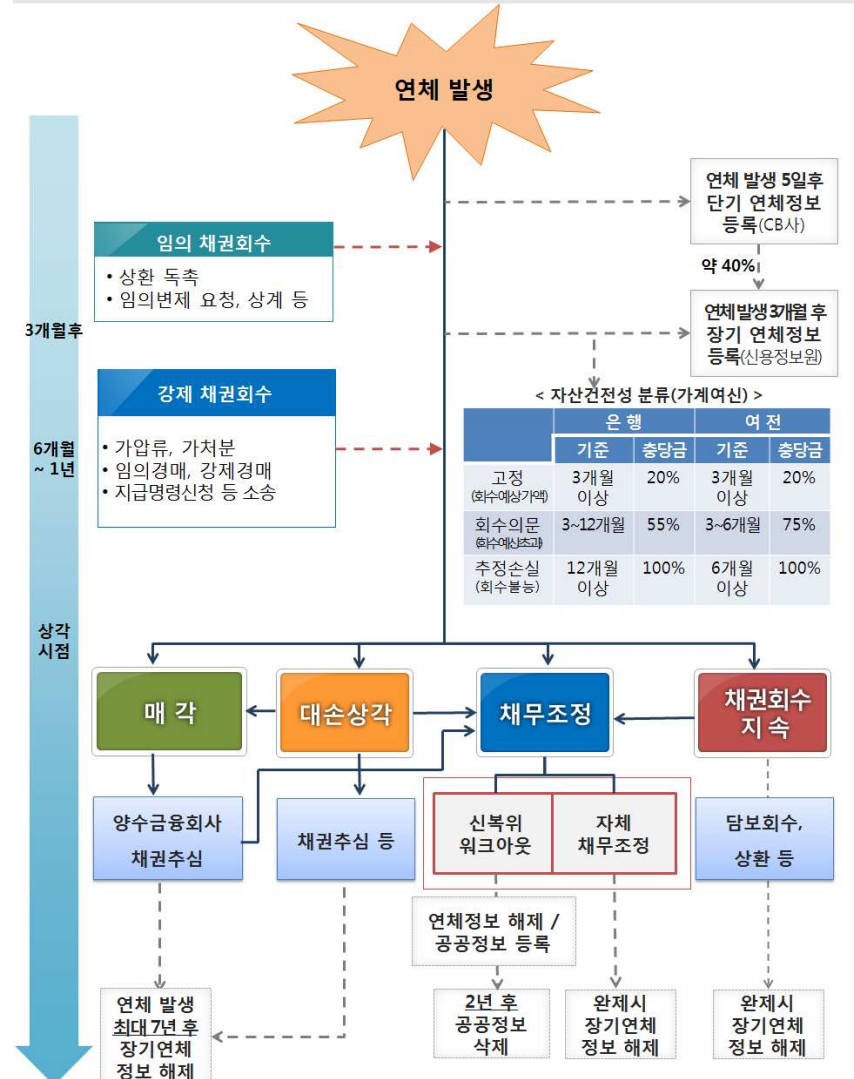 연체 발생
연체 발생 5일후
단기 연체정보
등록(CB사)
약 40%
연체발생3개월 후
장기 연체정보
등록(신용정보원)
임의 채권회수
• 상환 독촉
• 임의변제 요청, 상계 등
3개월후
강제 채권회수
• 가압류, 가처분
• 임의경매, 강제경매
• 지급명령신청 등 소송
6개월
~ 1년
< 자산건전성 분류(가계여신) >
은 행 여 전
기준 충당금 기준 충당금
고정 3개월 20% 3개월 20%
(회수예상가액) 이상 이상
회수의문 3~12개월 55% 3~6개월 75%
(회수예상초과)
추정손실 12개월 100% 6개월 100%
(회수불능) 이상 이상
상각
시점
매 각
대손상각
채무조정
채권회수
지 속
양수금융회사
채권추심
채권추심 등
신복위
워크아웃
자체
채무조정
담보회수,
상환 등
연체정보 해제 /
공공정보 등록
연체 발생
최대 7년 후
장기연체
정보 해제
2년 후
공공정보
삭제
완제시
장기연체
정보 해제
완제시
장기연체
정보 해제